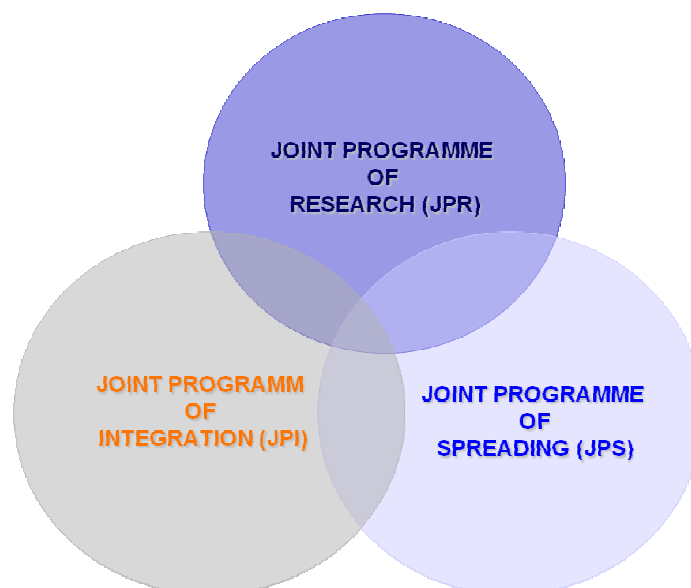 JOINT PROGRAMME
OF
RESEARCH (JPR)
JOINT PROGRAMM
OF
INTEGRATION (JPI)
JOINT PROGRAMME
OF
SPREADING (JPS)